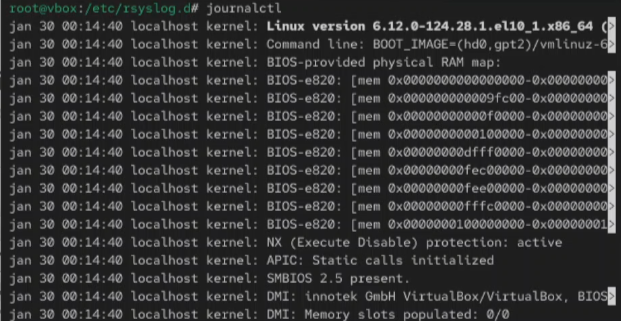 root@vbox:/etc/rsyslog.d# journalctl
jan 30 00:14:40 localhost kernel: Linux version 6.12.0-124.28.1.el10_1.x86_64 (>
jan 30 00:14:40 localhost kernel: Command line: BOOT_IMAGE=(hd0,gpt2)/vmlinuz-6>
jan 30 00:14:40 localhost kernel: BIOS-provided physical RAM map:
jan 30 00:14:40 localhost kernel: BIOS-e820: [mem 0x0000000000000000-0x00000000>
jan 30 00:14:40 localhost kernel: BIOS-e820: [mem 0x000000000009fc00-0x00000000>
jan 30 00:14:40 localhost kernel: BIOS-e820: [mem 0x00000000000f0000-0x00000000>
jan 30 00:14:40 localhost kernel: BIOS-e820: [mem 0x0000000000100000-0x00000000>
jan 30 00:14:40 localhost kernel: BIOS-e820: [mem 0x00000000dfff0000-0x00000000>
jan 30 00:14:40 localhost kernel: BIOS-e820: [mem 0x00000000fec00000-0x00000000>
jan 30 00:14:40 localhost kernel: BIOS-e820: [mem 0x00000000fee00000-0x00000000>
jan 30 00:14:40 localhost kernel: BIOS-e820: [mem 0x00000000fffc0000-0x00000000>
jan 30 00:14:40 localhost kernel: BIOS-e820: [mem 0x0000000100000000-0x00000001>
jan 30 00:14:40 localhost kernel: NX (Execute Disable) protection: active
jan 30 00:14:40 localhost kernel: APIC: Static calls initialized
jan 30 00:14:40 localhost kernel: SMBIOS 2.5 present.
jan 30 00:14:40 localhost kernel: DMI: innotek GmbH VirtualBox/VirtualBox, BIOS>
jan 30 00:14:40 localhost kernel: DMI: Memory slots populated: 0/0